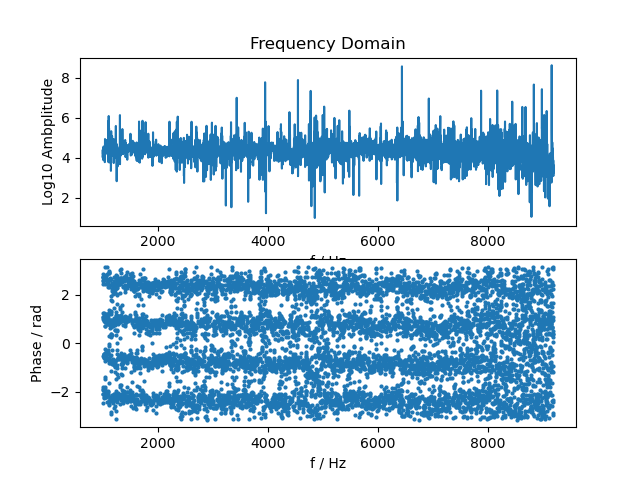 Frequency Domain
Log10 Ambplitude
8
6
4
2
2000 4000 6000 8000
f / Hz
Phase / rad
2
0
−2
2000 4000 6000 8000
f / Hz